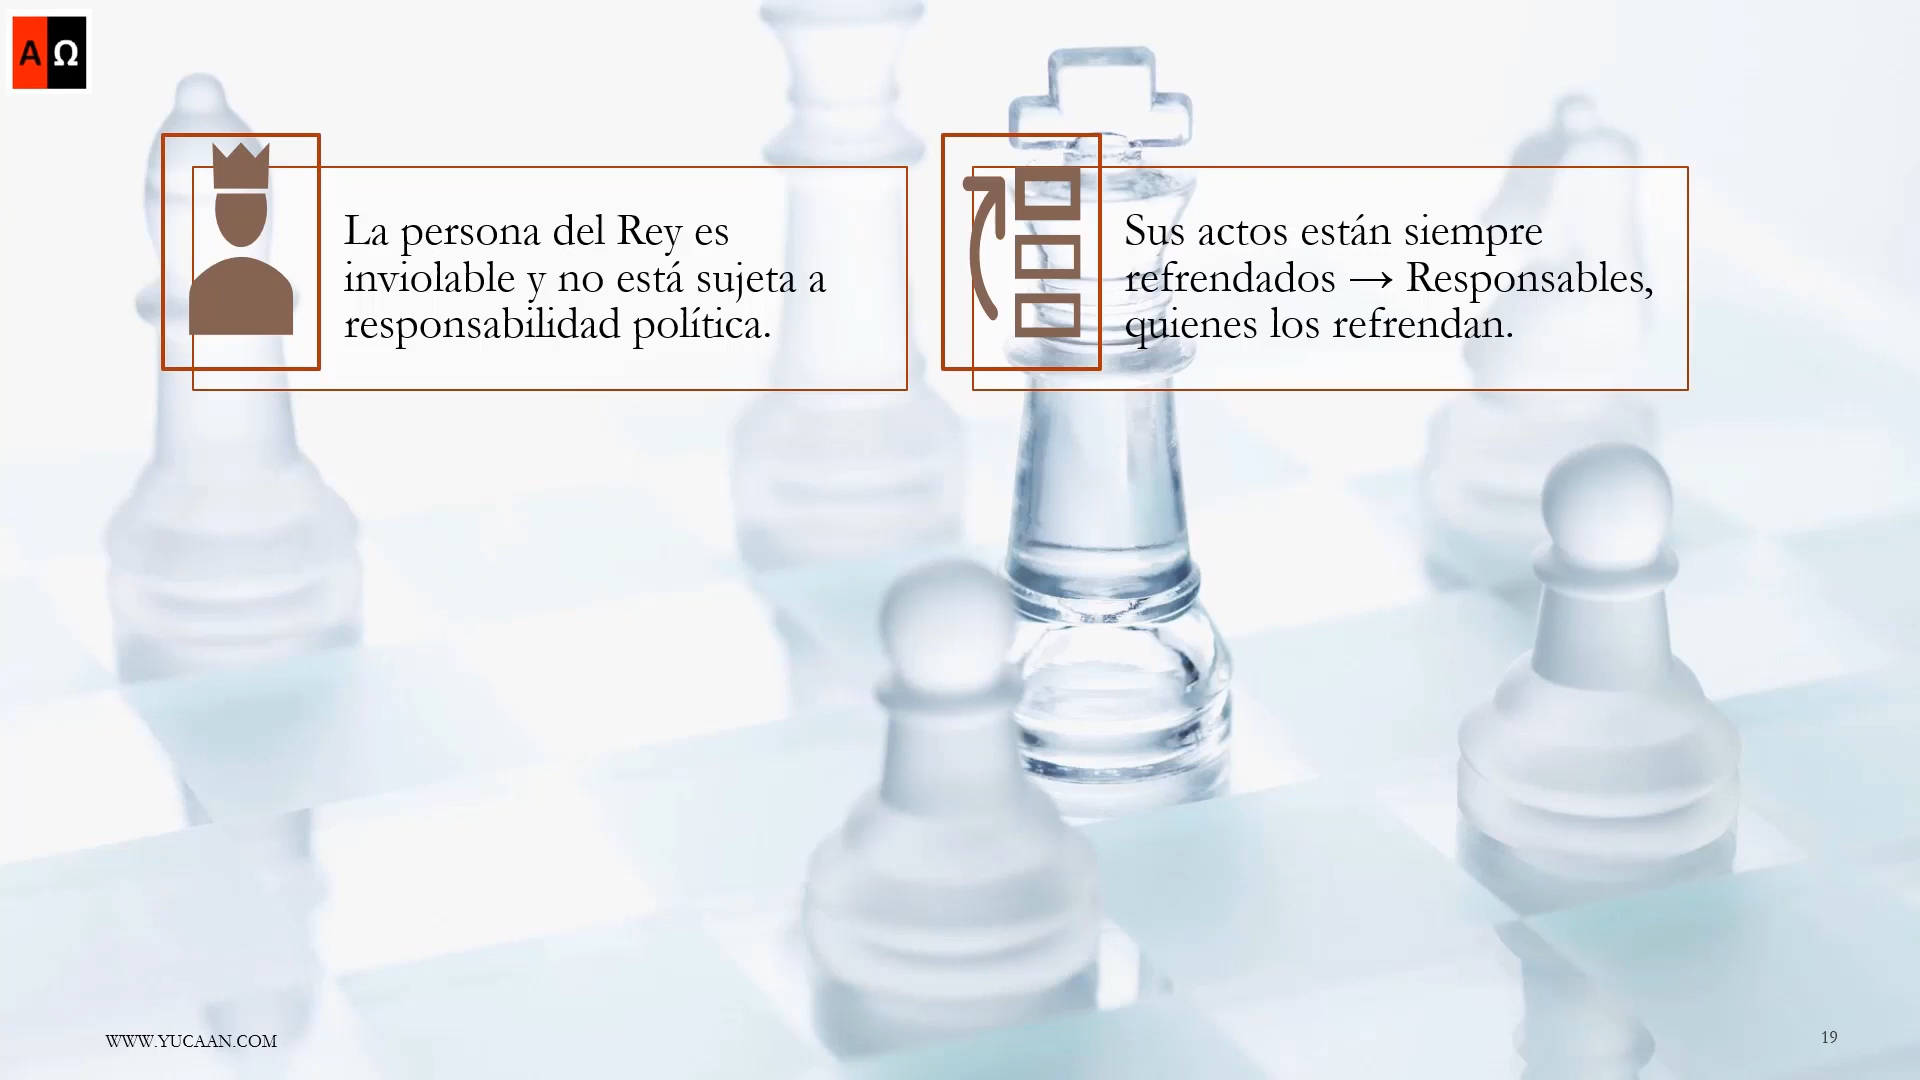 AΩ
La persona del Rey es
inviolable y no está sujeta a
responsabilidad política.
Sus actos están siempre
refrendados → Responsables,
quienes los refrendan.
WWW.YUCAAN.COM
19